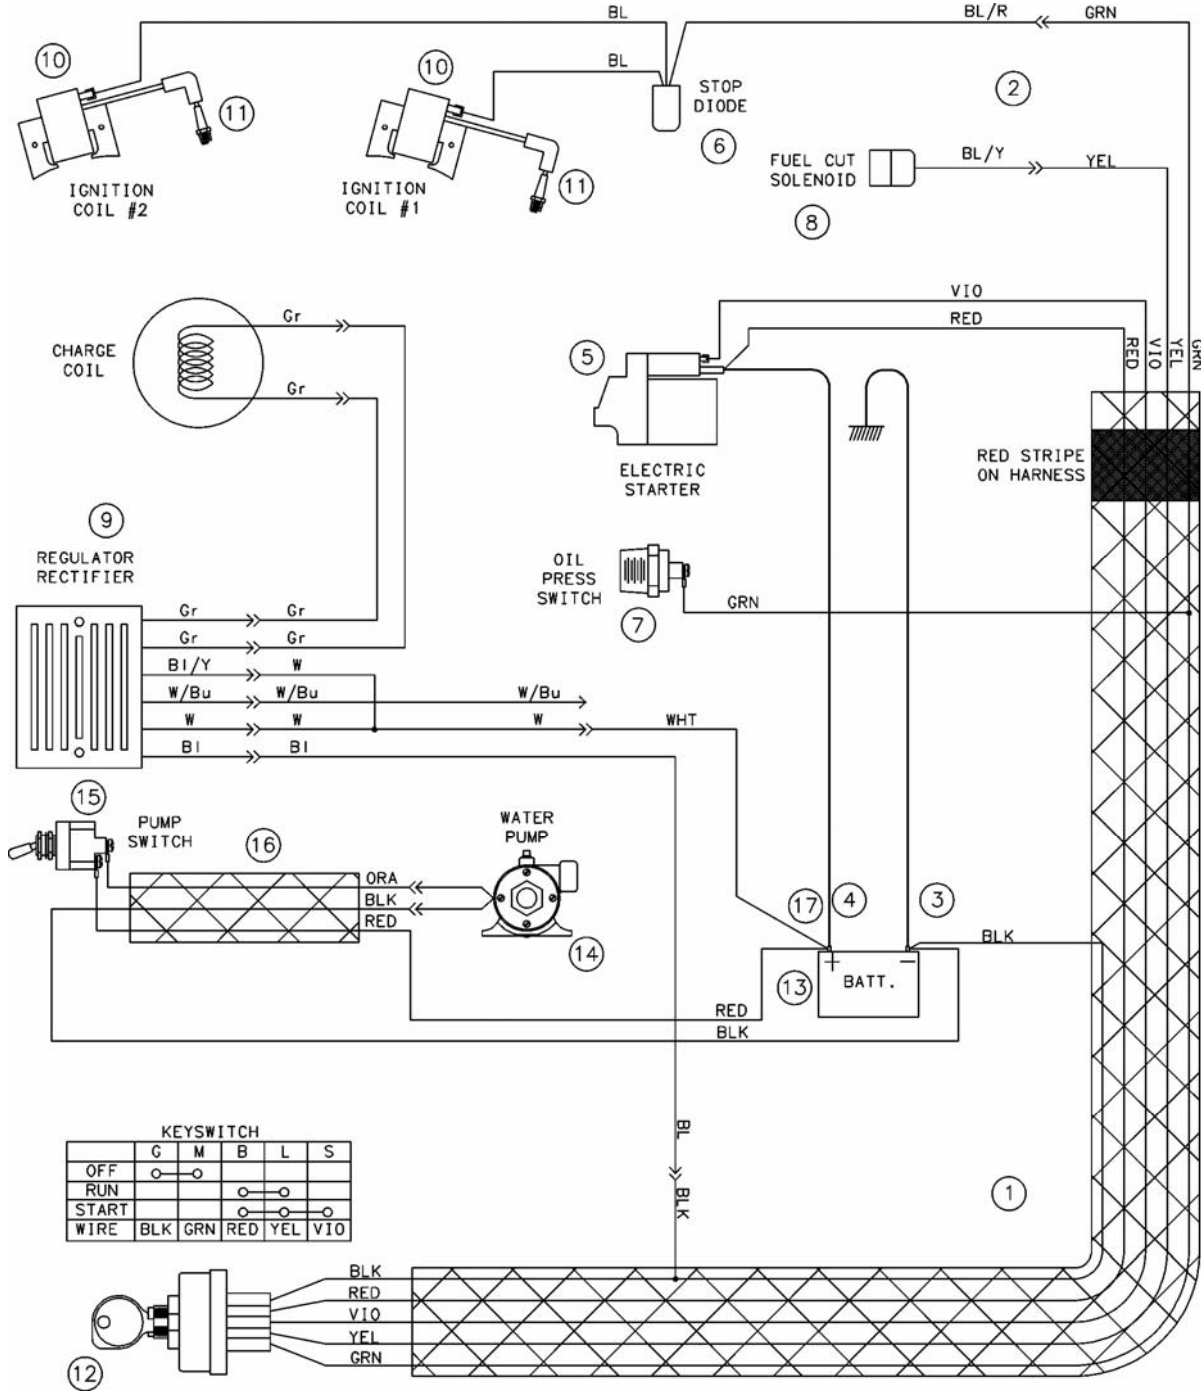 BL
BL/R
GRN
10
BL
10
STOP
DIODE
2
11
6
FUEL CUT
SOLENOID
BL/Y
YEL
11
IGNITION
COIL #2
IGNITION
COIL #1
8
VIO
RED
Gr
CHARGE
COIL
5
RED
VIO
YEL
GRN
Gr
ELECTRIC
STARTER
RED STRIPE
ON HARNESS
9
REGULATOR
RECTIFIER
OIL
PRESS
SWITCH
7
GRN
Gr
Gr
Gr
Gr
Bl/Y
W
W/Bu
W/Bu
W/Bu
W
W
W
WHT
Bl
Bl
15
PUMP
SWITCH
16
WATER
PUMP
ORA
BLK
RED
14
17
4
3
BLK
13
+
-
BATT.
RED
BLK
BL
BLK
KEYSWITCH
G M B L S
OFF
RUN
START
WIRE BLK GRN RED YEL VIO
1
BLK
RED
VIO
YEL
GRN
12